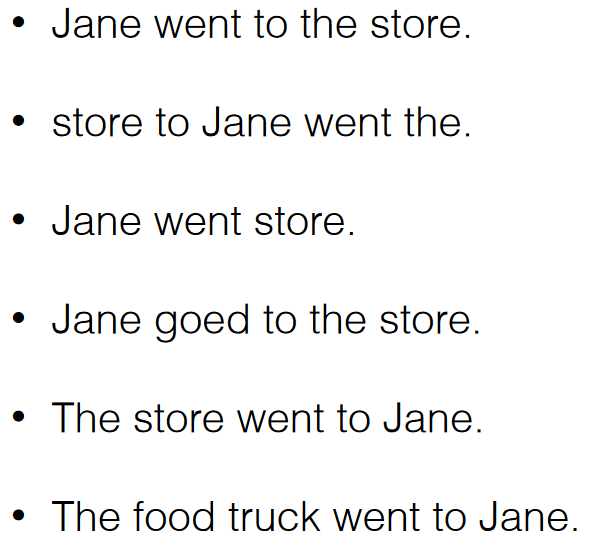 • Jane went to the store.
• store to Jane went the.
• Jane went store.
• Jane goed to the store.
• The store went to Jane.
• The food truck went to Jane.